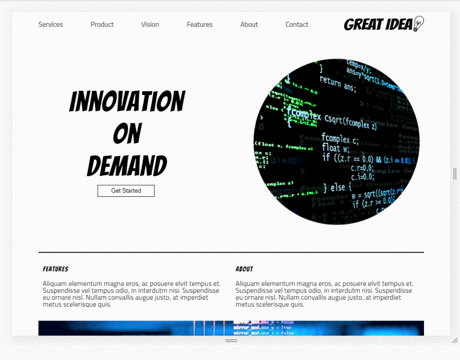 Services Product Vision Features About Contact GREAT IDEA
INNOVATION
ON
DEMAND
Get Started
temp=x/y;
return ans;
fcomplex Csqrt(fcomplex z)
{
fcomplex c;
float w;
if ((z.r == 0.0) && (z.i
c.r=0.0;
c.i=0.0;
} else {
w = sqrt((sqrt(
if (z.r >= 0.0)
FEATURES
Aliquam elementum magna eros, ac posuere elvit tempus et.
Suspendisse vel tempus odio, in interdutm nisi. Suspendisse
eu ornare nisl. Nullam convallis augue justo, at imperdiet
metus scelerisque quis.
ABOUT
Aliquam elementum magna eros, ac posuere elvit tempus et.
Suspendisse vel tempus odio, in interdutm nisi. Suspendisse
eu ornare nisl. Nullam convallis augue justo, at imperdiet
metus scelerisque quis.